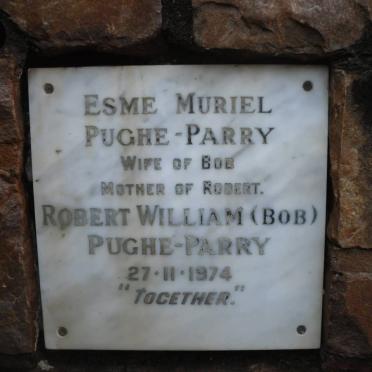 ESME MURIEL
PUGHE-PARRY
WIFE OF BOB
MOTHER OF ROBERT.
ROBERT WILLIAM (BOB)
PUGHE-PARRY
27·11·1974
"TOGETHER."